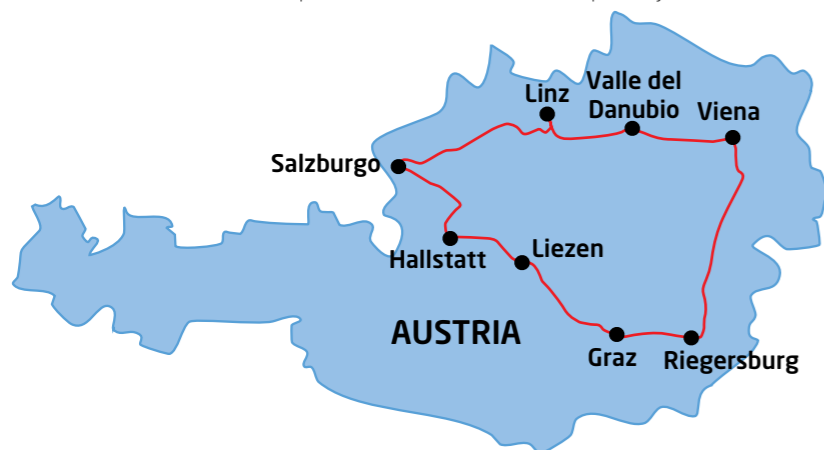 Linz
Valle del
Danubio
Viena
Salzburgo
Hallstatt
Liezen
AUSTRIA
Graz
Riegersburg